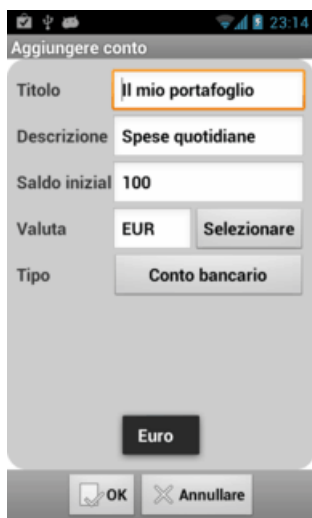 23:14
Aggiungere conto
Titolo Il mio portafoglio
Descrizione Spese quotidiane
Saldo inizial 100
Valuta EUR Selezionare
Tipo Conto bancario
Euro
OK Annullare